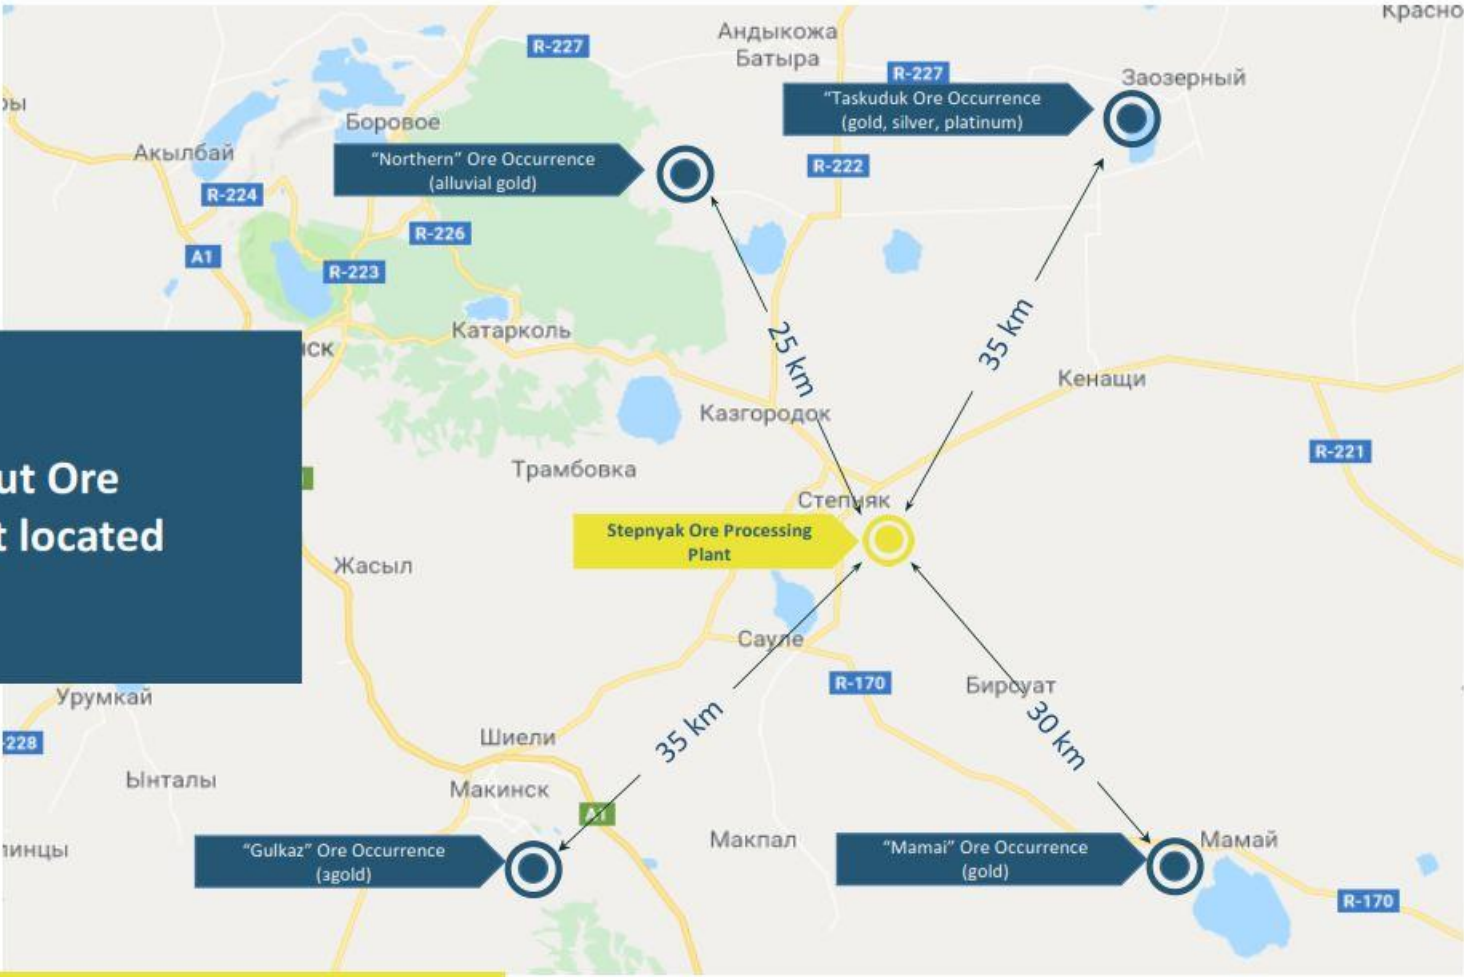 Красно
Андыкожа
Батыра
R-227
R-227
Заозерный
"Taskuduk Ore Occurrence
(gold, silver, platinum)
ры
Боровое
Акылбай
"Northern" Ore Occurrence
(alluvial gold)
R-222
R-224
R-226
A1
R-223
25 km
35 km
Катарколь
нск
Кенащи
Казгородок
R-221
Трамбовка
ut Ore
t located
Степняк
Stepnyak Ore Processing
Plant
Жасыл
Сауле
R-170
Бирсуат
Урумкай
35 km
30 km
Шиели
-228
Ынталы
Макинск
A1
Макпал
Мамай
линцы
"Gulkaz" Ore Occurrence
(зgold)
"Mamai" Ore Occurrence
(gold)
R-170